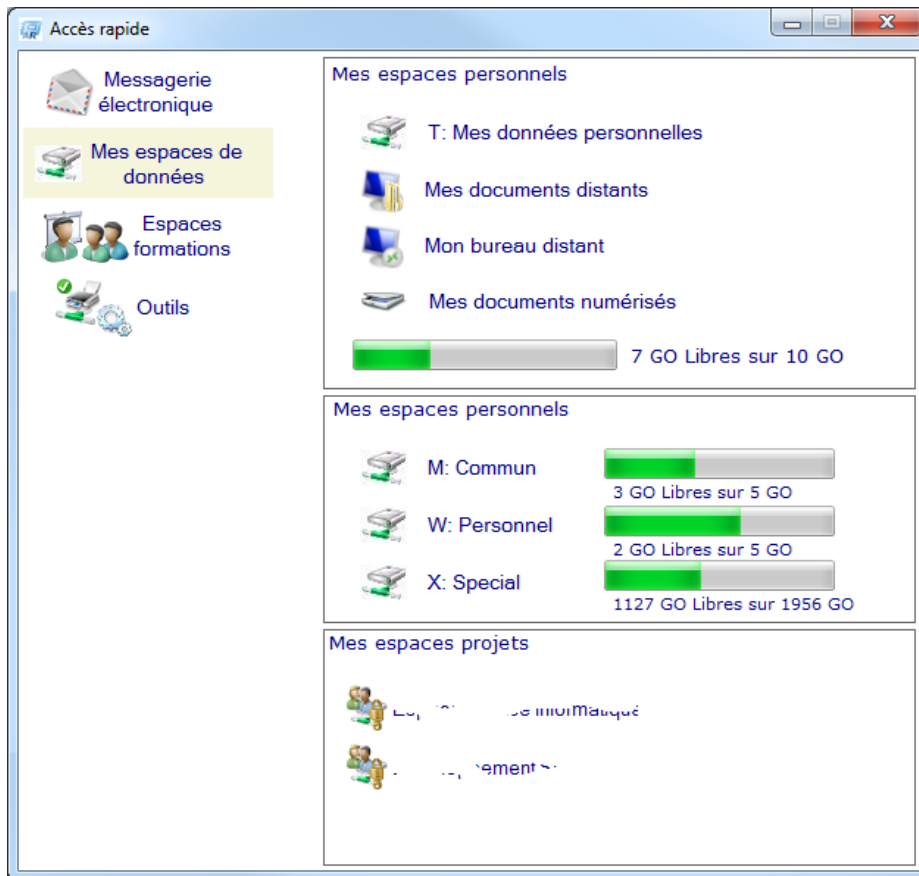 Accès rapide
Messagerie
électronique
Mes espaces de
données
Espaces
formations
Outils
Mes espaces personnels
T: Mes données personnelles
Mes documents distants
Mon bureau distant
Mes documents numérisés
7 GO Libres sur 10 GO
Mes espaces personnels
M: Commun
3 GO Libres sur 5 GO
W: Personnel
2 GO Libres sur 5 GO
X: Special
1127 GO Libres sur 1956 GO
Mes espaces projets